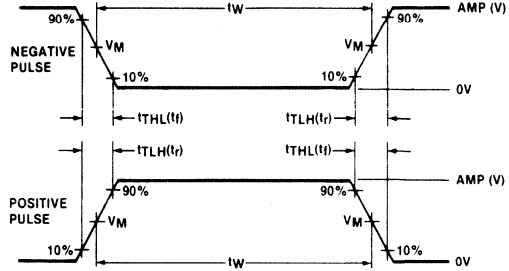 tW AMP (V)
90% 90%
NEGATIVE PULSE VM VM
10% 10%
0V
tTHL(tf) tTLH(tr)
tTLH(tr) tTHL(tf)
AMP (V)
POSITIVE PULSE 90% 90%
VM VM
10% 10%
tW 0V